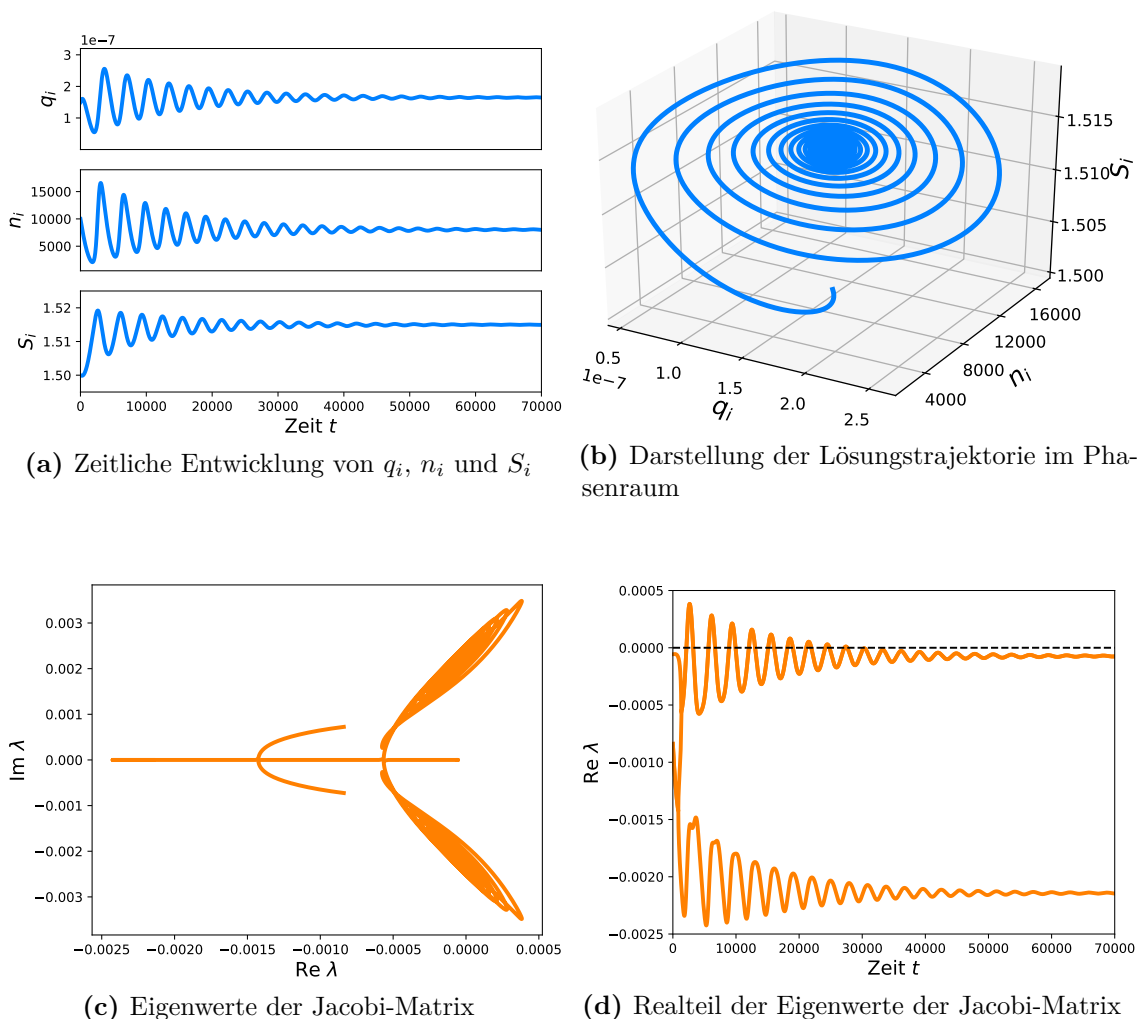 1e−7
3
2
1
q_i
15000
10000
5000
n_i
1.52
1.51
1.50
S_i
0 10000 20000 30000 40000 50000 60000 70000
Zeit t
(a) Zeitliche Entwicklung von q_i, n_i und S_i
1.515
1.510
1.505
1.500
S_i
16000
12000
8000
4000
n_i
0.5
1.0
1.5
2.0
2.5
1e−7
q_i
(b) Darstellung der Lösungstrajektorie im Pha-
senraum
0.003
0.002
0.001
0.000
−0.001
−0.002
−0.003
Im λ
−0.0025 −0.0020 −0.0015 −0.0010 −0.0005 0.0000 0.0005
Re λ
(c) Eigenwerte der Jacobi-Matrix
0.0005
0.0000
−0.0005
−0.0010
−0.0015
−0.0020
−0.0025
Re λ
0 10000 20000 30000 40000 50000 60000 70000
Zeit t
(d) Realteil der Eigenwerte der Jacobi-Matrix